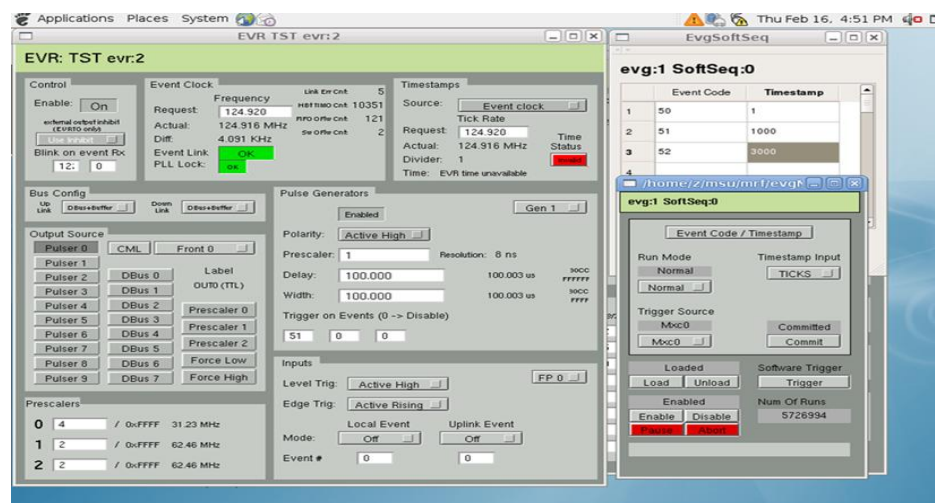 Applications Places System
Thu Feb 16, 4:51 PM
EVR TST evr:2
EVR: TST evr:2
Control
Enable: On
external output inhibit
(EVRTG only)
Use Inhibit
Blink on event Rx
0
Event Clock
Frequency
Request: 124.920
Actual: 124.916 MHz
Diff: 4.091 KHz
Event Link OK
PLL Lock: OK
Link Err Cnt 5
10351
121
2
Timestamps
Source: Event clock
Tick Rate
Request: 124.920
Actual: 124.916 MHz
Divider: 1
Time: EVR time unavailable
Time
Status
Invalid
Bus Config
Up
Link
DBus+Buffer
Down
Link
DBus+Buffer
Output Source
Pulser 0
Pulser 1
Pulser 2
Pulser 3
Pulser 4
Pulser 5
Pulser 6
Pulser 7
Pulser 8
Pulser 9
CML
Front 0
DBus 0
DBus 1
DBus 2
DBus 3
DBus 4
DBus 5
DBus 6
DBus 7
Label
OUT0 (TTL)
Prescaler 0
Prescaler 1
Prescaler 2
Force Low
Force High
Prescalers
0 4 / 0xFFFF 31.23 MHz
1 2 / 0xFFFF 62.46 MHz
2 2 / 0xFFFF 62.46 MHz
Pulse Generators
Enabled
Gen 1
Polarity: Active High
Prescaler: 1 Resolution: 8 ns
Delay: 100.000 100.003 us
Width: 100.000 100.003 us
Trigger on Events (0 -> Disable)
51 0 0
Inputs
FP 0
Level Trig: Active High
Edge Trig: Active Rising
Local Event Uplink Event
Mode: Off Off
Event # 0 0
EvgSoftSeq
evg:1 SoftSeq:0
Event Code Timestamp
1 50 1
2 51 1000
3 52 3000
4
/home/z/msu/mrf/evgM
evg:1 SoftSeq:0
Event Code / Timestamp
Run Mode
Normal
Normal
Timestamp Input
TICKS
Trigger Source
Mxc0
Mxc0
Committed
Commit
Loaded
Load Unload
Software Trigger
Trigger
Enabled
Enable Disable
Pause Abort
Num Of Runs
5726994